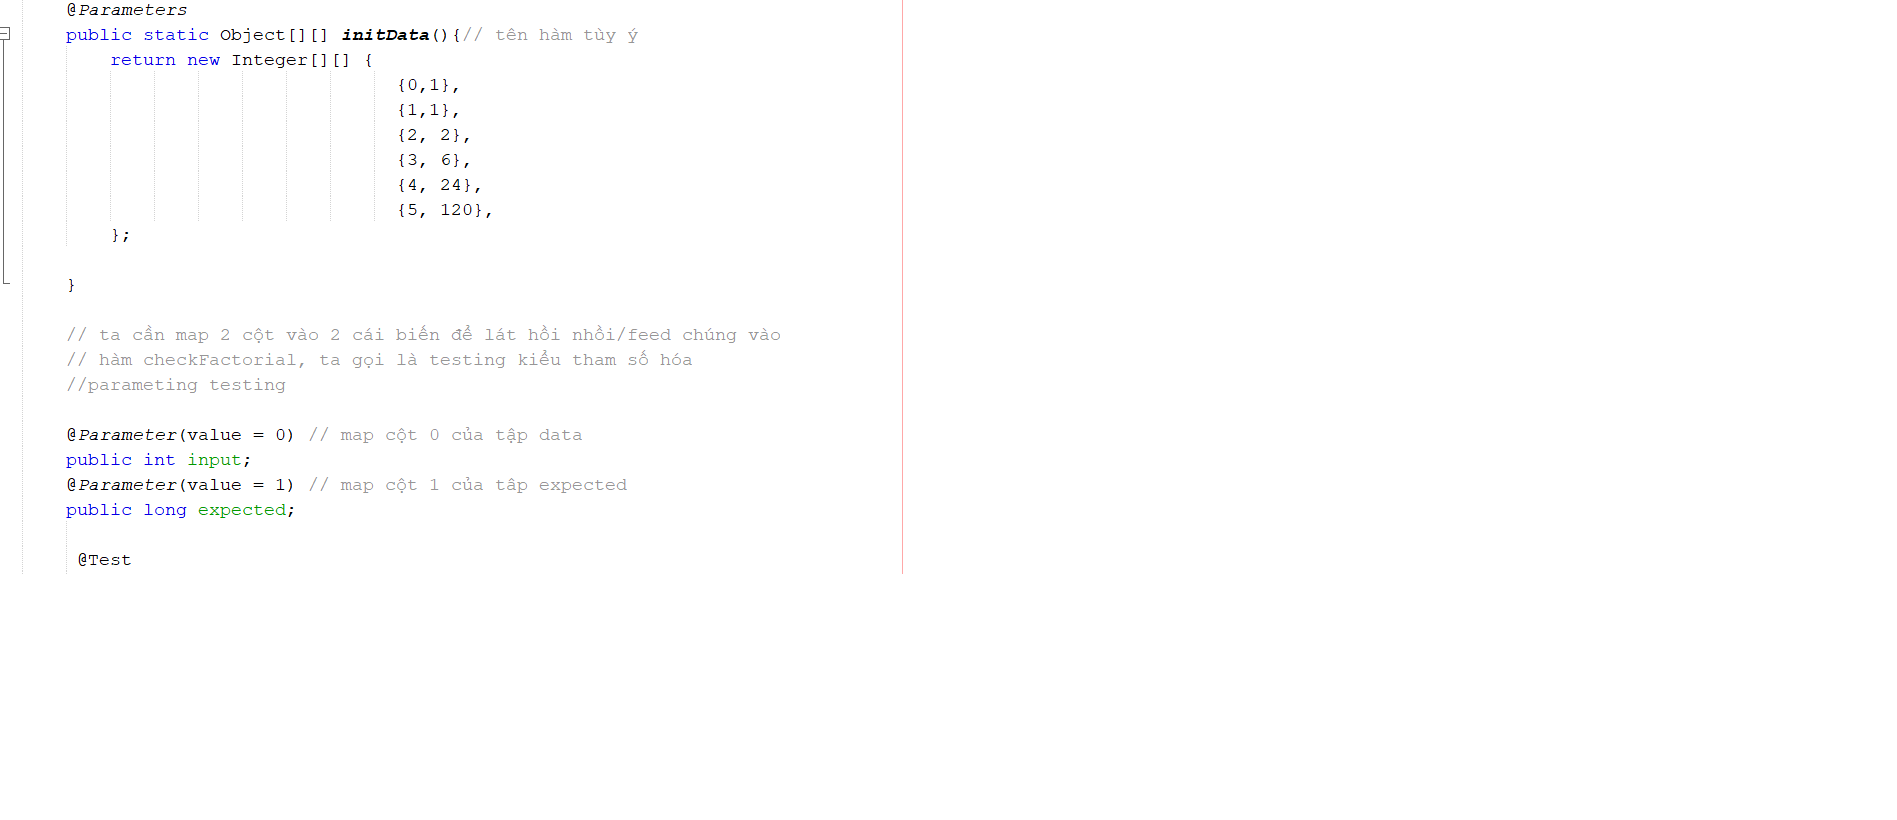 @Parameters
public static Object[][] initData(){// tên hàm tùy ý
return new Integer[][] {
{0,1},
{1,1},
{2, 2},
{3, 6},
{4, 24},
{5, 120},
};
}
// ta cần map 2 cột vào 2 cái biến để lát hồi nhồi/feed chúng vào
// hàm checkFactorial, ta gọi là testing kiểu tham số hóa
//parameting testing
@Parameter(value = 0) // map cột 0 của tập data
public int input;
@Parameter(value = 1) // map cột 1 của tâp expected
public long expected;
@Test